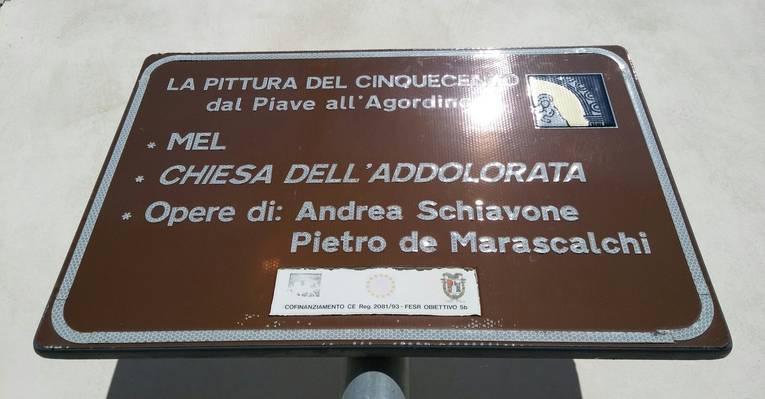 LA PITTURA DEL CINQUECENTO
dal Piave all'Agordino
* MEL
* CHIESA DELL'ADDOLORATA
* Opere di: Andrea Schiavone
Pietro de Marascalchi
COFINANZIAMENTO CE Reg. 2081/93 - FESR OBIETTIVO 5b